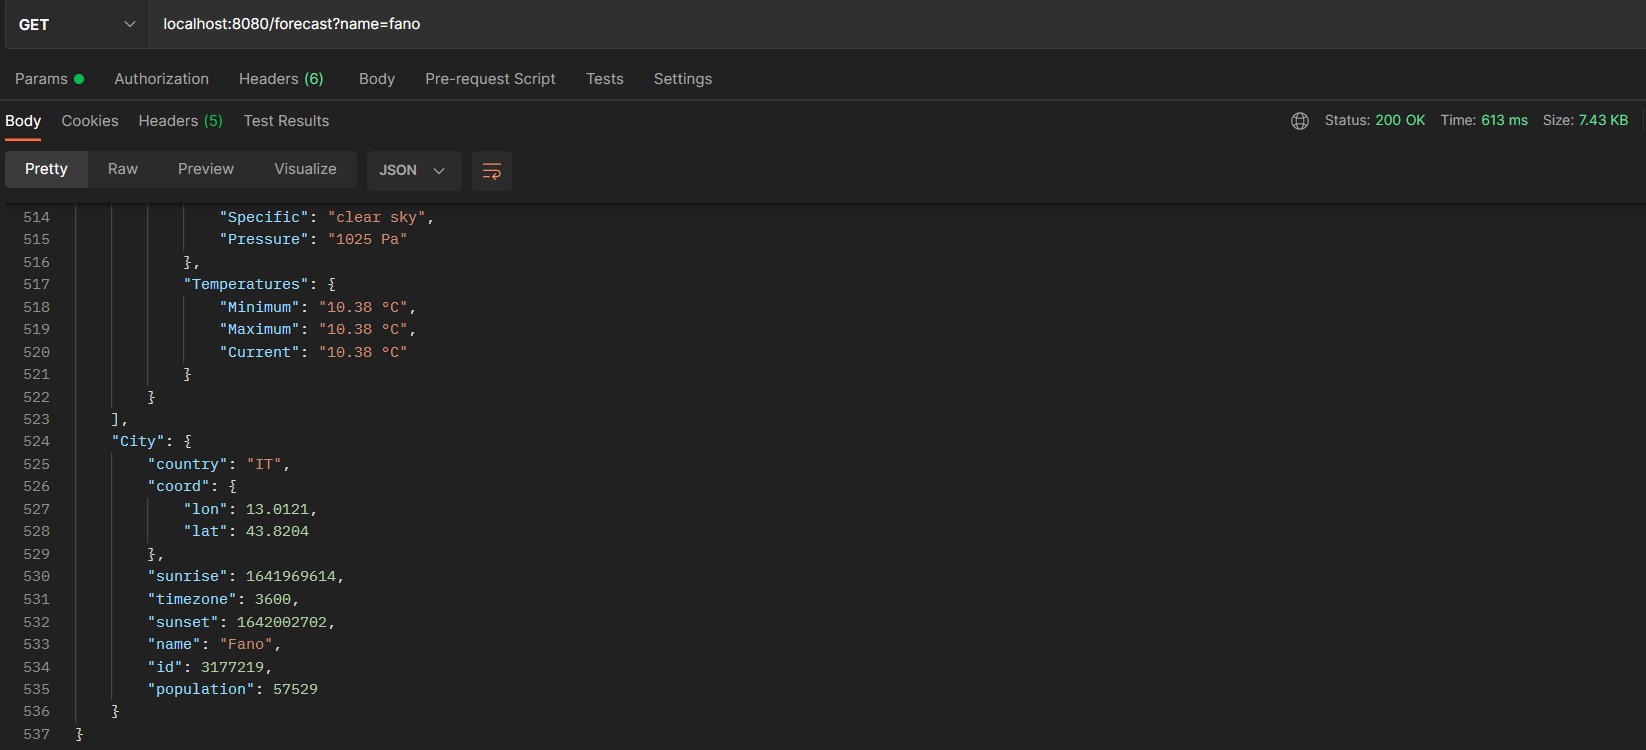 GET localhost:8080/forecast?name=fano
Params Authorization Headers (6) Body Pre-request Script Tests Settings
Body Cookies Headers (5) Test Results Status: 200 OK Time: 613 ms Size: 7.43 KB
Pretty Raw Preview Visualize JSON
514 "Specific": "clear sky",
515 "Pressure": "1025 Pa"
516 },
517 "Temperatures": {
518 "Minimum": "10.38 °C",
519 "Maximum": "10.38 °C",
520 "Current": "10.38 °C"
521 }
522 }
523 ],
524 "City": {
525 "country": "IT",
526 "coord": {
527 "lon": 13.0121,
528 "lat": 43.8204
529 },
530 "sunrise": 1641969614,
531 "timezone": 3600,
532 "sunset": 1642002702,
533 "name": "Fano",
534 "id": 3177219,
535 "population": 57529
536 }
537 }